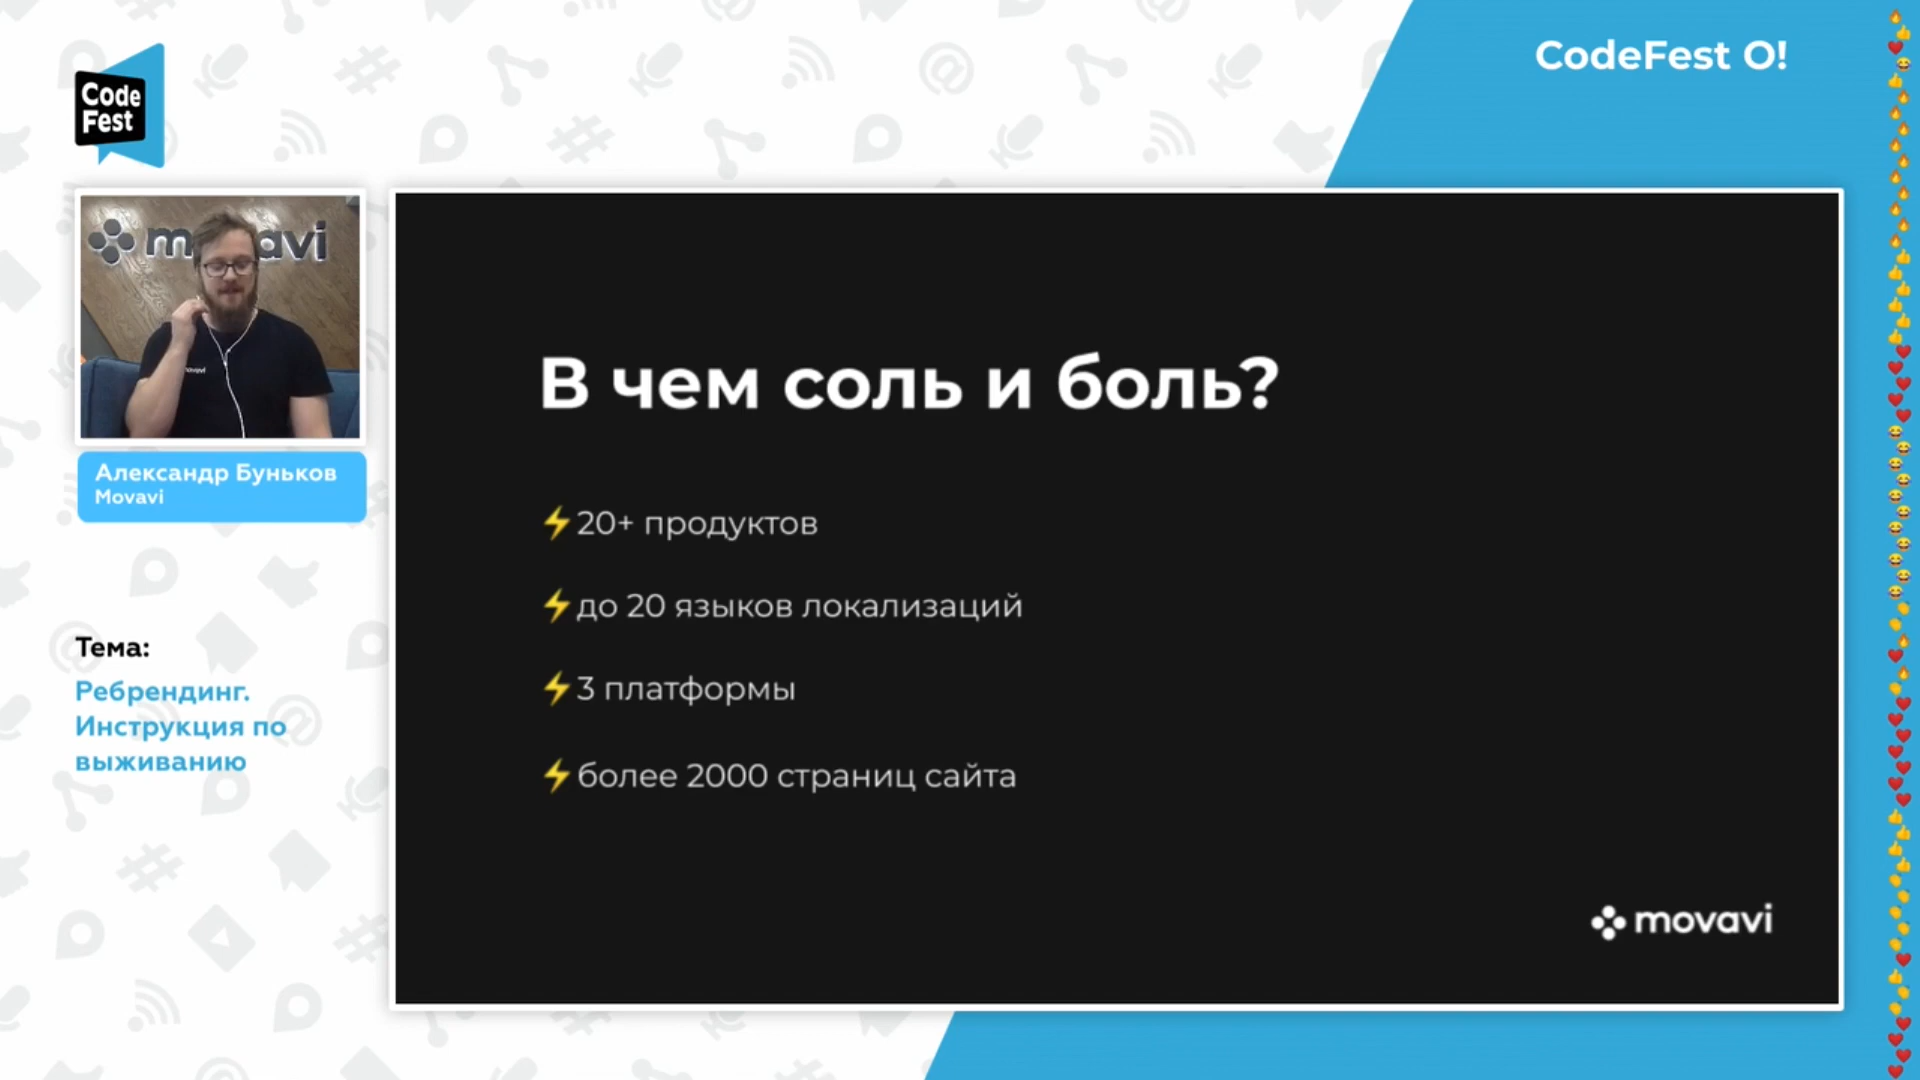 Code
Fest
CodeFest O!
movavi
Александр Буньков
Movavi
Тема:
Ребрендинг.
Инструкция по
выживанию
В чем соль и боль?
20+ продуктов
до 20 языков локализаций
3 платформы
более 2000 страниц сайта
movavi